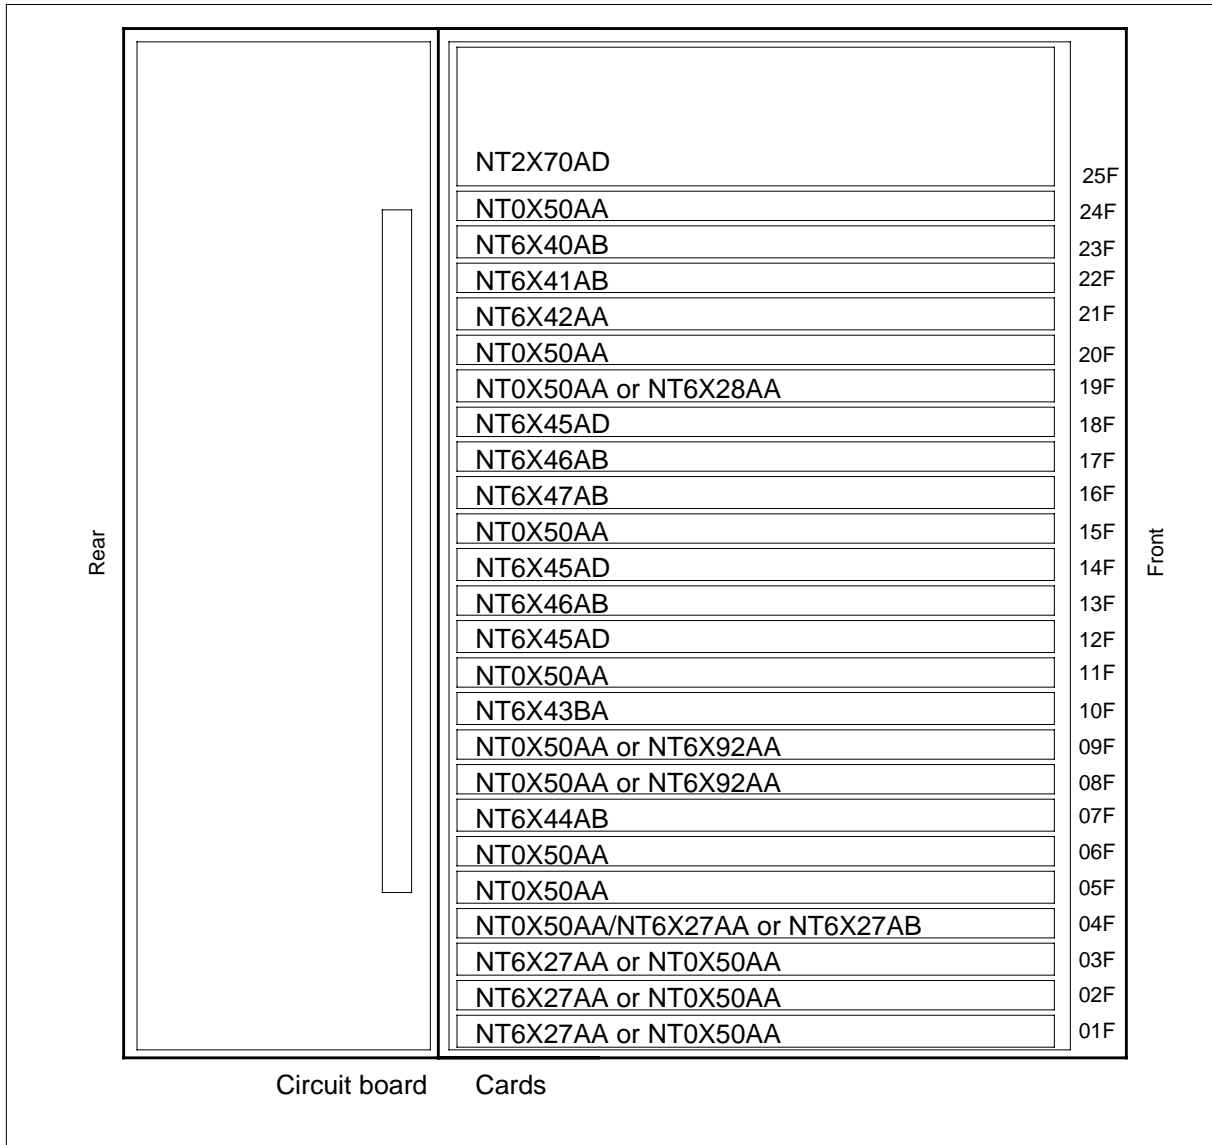 NT2X70AD
25F
NT0X50AA
24F
NT6X40AB
23F
NT6X41AB
22F
NT6X42AA
21F
NT0X50AA
20F
NT0X50AA or NT6X28AA
19F
NT6X45AD
18F
NT6X46AB
17F
NT6X47AB
16F
NT0X50AA
15F
Rear
Front
NT6X45AD
14F
NT6X46AB
13F
NT6X45AD
12F
NT0X50AA
11F
NT6X43BA
10F
NT0X50AA or NT6X92AA
09F
NT0X50AA or NT6X92AA
08F
NT6X44AB
07F
NT0X50AA
06F
NT0X50AA
05F
NT0X50AA/NT6X27AA or NT6X27AB
04F
NT6X27AA or NT0X50AA
03F
NT6X27AA or NT0X50AA
02F
NT6X27AA or NT0X50AA
01F
Circuit board
Cards